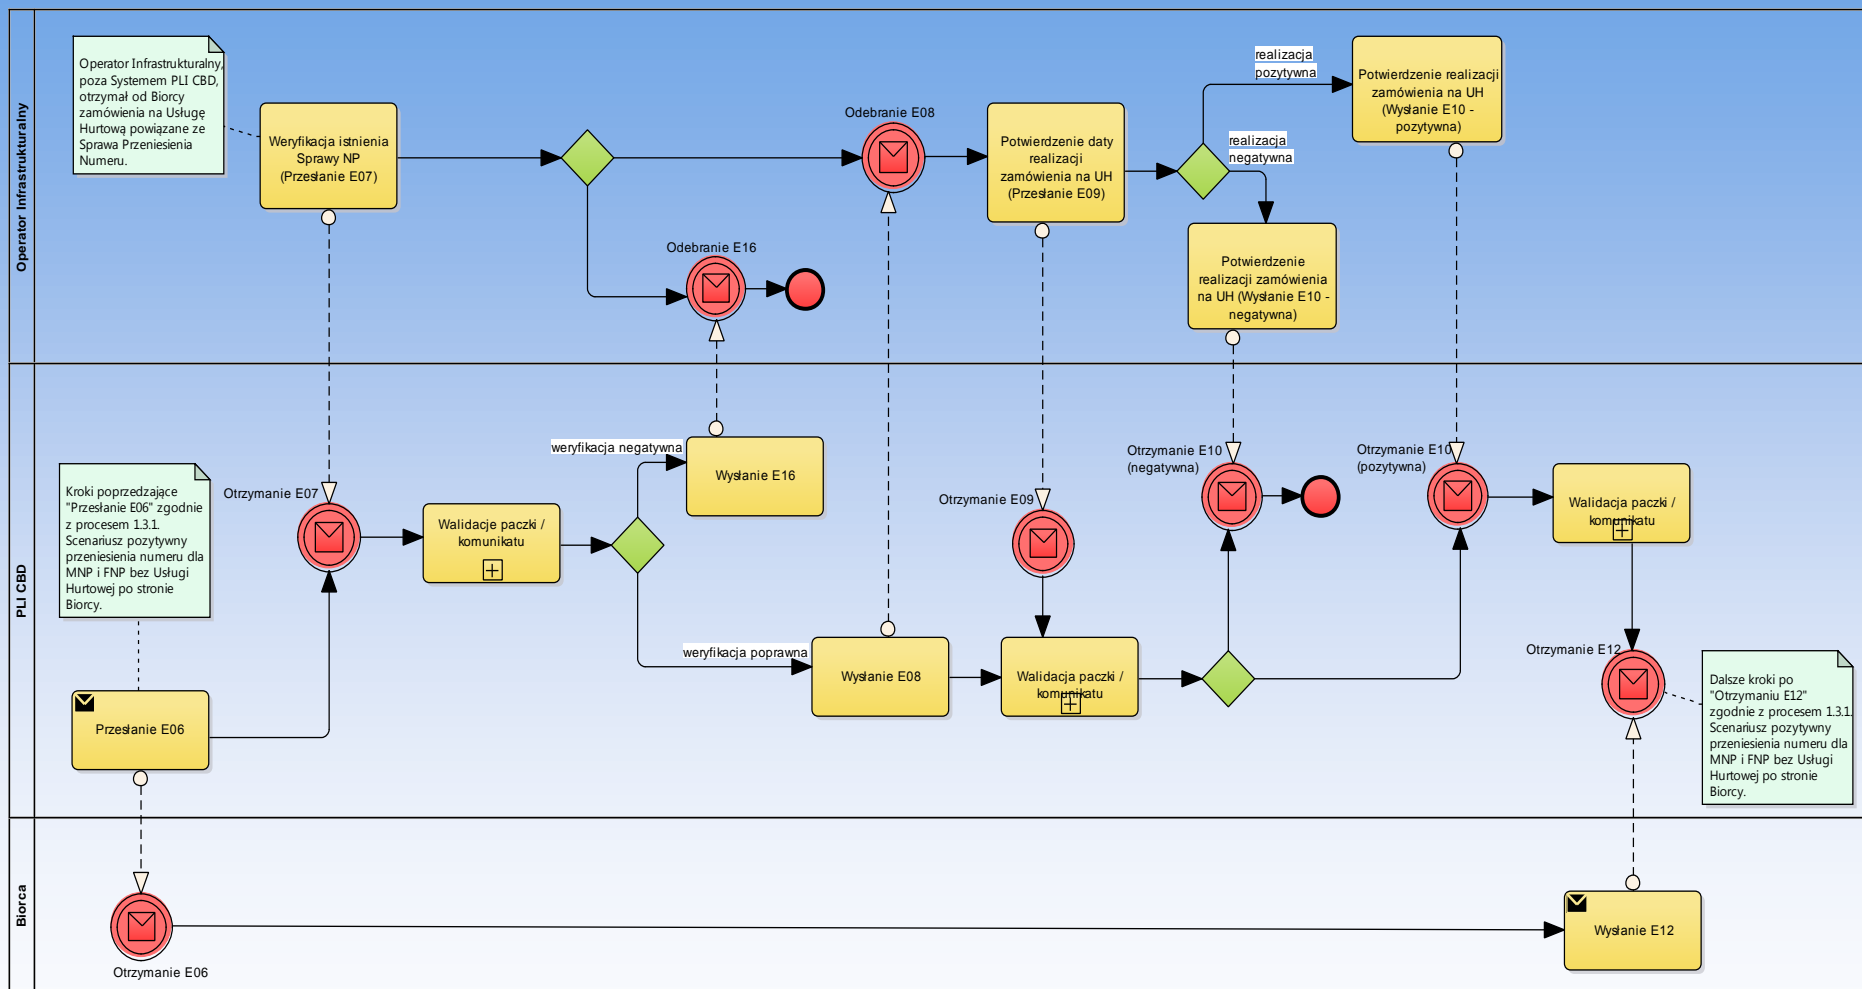 Operator Infrastrukturalny
Operator Infrastrukturalny,
poza Systemem PLI CBD,
otrzymał od Biorcy
zamówienia na Usługę
Hurtową powiązane ze
Sprawa Przeniesienia
Numeru.
Weryfikacja istnienia
Sprawy NP
(Przesłanie E07)
Odebranie E16
Odebranie E08
Potwierdzenie daty
realizacji
zamówienia na UH
(Przesłanie E09)
realizacja
pozytywna
realizacja
negatywna
Potwierdzenie realizacji
zamówienia na UH
(Wysłanie E10 -
pozytywna)
Potwierdzenie
realizacji zamówienia
na UH (Wysłanie E10 -
negatywna)
PLI CBD
Kroki poprzedzające
"Przesłanie E06" zgodnie
z procesem 1.3.1.
Scenariusz pozytywny
przeniesienia numeru dla
MNP i FNP bez Usługi
Hurtowej po stronie
Biorcy.
Przesłanie E06
Otrzymanie E07
Walidacje paczki /
komunikatu
weryfikacja negatywna
Wysłanie E16
weryfikacja poprawna
Wysłanie E08
Otrzymanie E09
Walidacja paczki /
komunikatu
Otrzymanie E10
(negatywna)
Otrzymanie E10
(pozytywna)
Walidacja paczki /
komunikatu
Otrzymanie E12
Dalsze kroki po
"Otrzymaniu E12"
zgodnie z procesem 1.3.1.
Scenariusz pozytywny
przeniesienia numeru dla
MNP i FNP bez Usługi
Hurtowej po stronie
Biorcy.
Biorca
Otrzymanie E06
Wysłanie E12